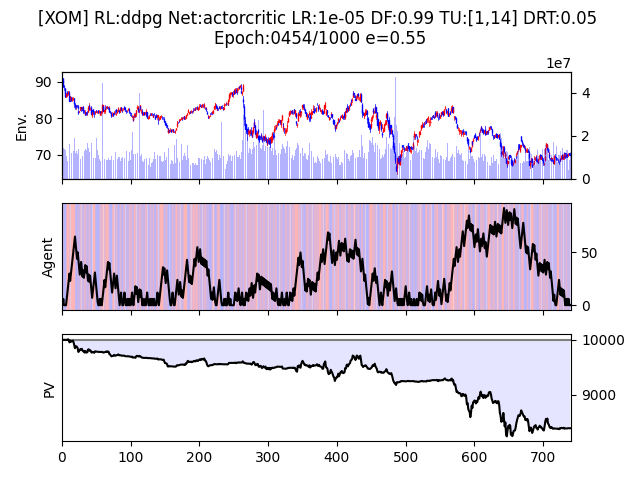 [XOM] RL:ddpg Net:actorcritic LR:1e-05 DF:0.99 TU:[1,14] DRT:0.05
Epoch:0454/1000 e=0.55
1e7
90
80
70
Env.
4
2
0
Agent
50
0
PV
10000
9000
0 100 200 300 400 500 600 700